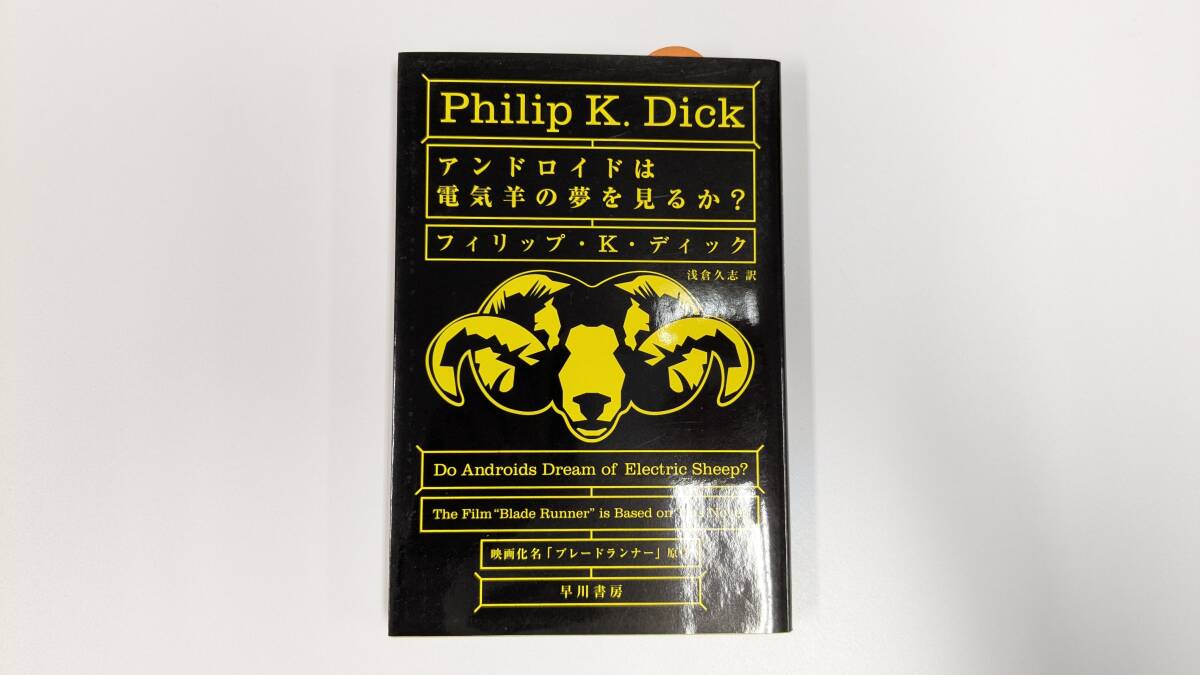 Philip K. Dick
アンドロイドは
電気羊の夢を見るか?
フィリップ・K・ディック
浅倉久志 訳
Do Androids Dream of Electric Sheep?
The Film “Blade Runner” is Based on
映画化名「ブレードランナー」原
早川書房